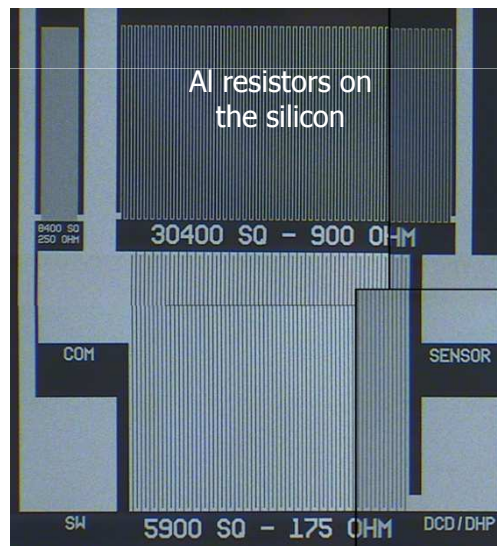 Al resistors on
the silicon
8400 SQ
250 OHM
30400 SQ - 900 OHM
COM
SENSOR
SW
5900 SQ - 175 OHM
DCD/DHP